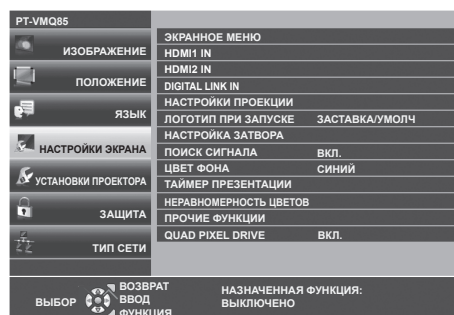 PT-VMQ85
ИЗОБРАЖЕНИЕ
ПОЛОЖЕНИЕ
ЯЗЫК
НАСТРОЙКИ ЭКРАНА
УСТАНОВКИ ПРОЕКТОРА
ЗАЩИТА
ТИП СЕТИ
ЭКРАННОЕ МЕНЮ
HDMI1 IN
HDMI2 IN
DIGITAL LINK IN
НАСТРОЙКИ ПРОЕКЦИИ
ЛОГОТИП ПРИ ЗАПУСКЕ ЗАСТАВКА/УМОЛЧ
НАСТРОЙКА ЗАТВОРА
ПОИСК СИГНАЛА ВКЛ.
ЦВЕТ ФОНА СИНИЙ
ТАЙМЕР ПРЕЗЕНТАЦИИ
НЕРАВНОМЕРНОСТЬ ЦВЕТОВ
ПРОЧИЕ ФУНКЦИИ
QUAD PIXEL DRIVE ВКЛ.
ВЫБОР
ВОЗВРАТ
ВВОД
ФУНКЦИЯ
НАЗНАЧЕННАЯ ФУНКЦИЯ:
ВЫКЛЮЧЕНО